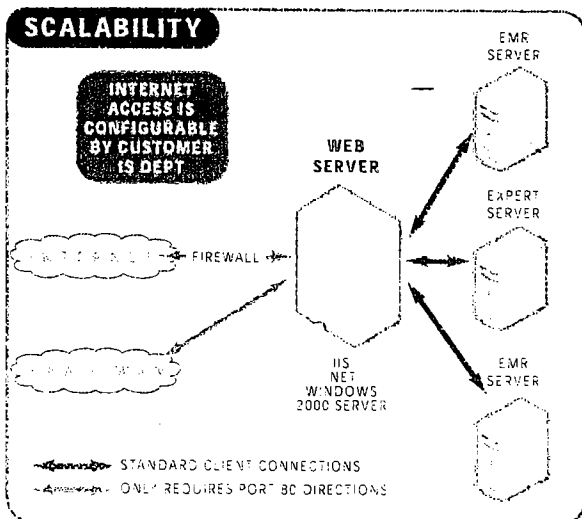 SCALABILITY
INTERNET
ACCESS IS
CONFIGURABLE
BY CUSTOMER
IS DEPT
WEB
SERVER
EMR
SERVER
EXPERT
SERVER
EMR
SERVER
FIREWALL
IIS
NET
WINDOWS
2000 SERVER
STANDARD CLIENT CONNECTIONS
ONLY REQUIRES PORT 80 DIRECTIONS